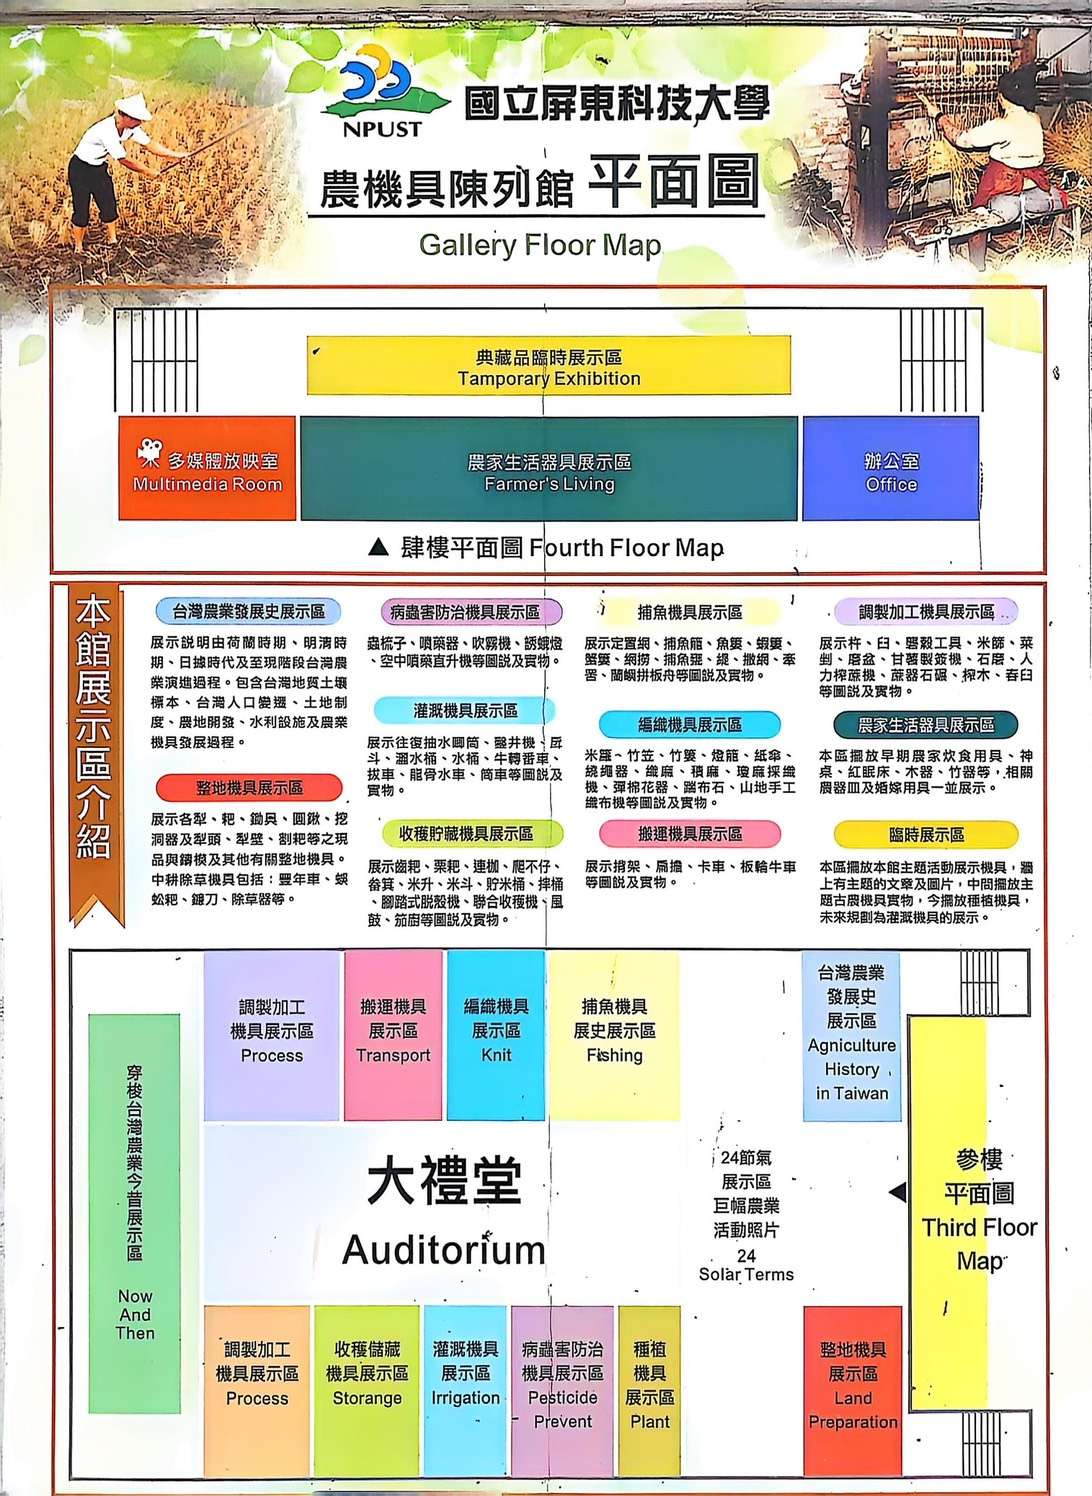 NPUST
國立屏東科技大學
農機具陳列館 平面圖
Gallery Floor Map
典藏品臨時展示區
Tamporary Exhibition
多媒體放映室
Multimedia Room
農家生活器具展示區
Farmer's Living
辦公室
Office
▲ 肆樓平面圖 Fourth Floor Map
本館展示區介紹
台灣農業發展史展示區
展示說明由荷蘭時期、明清時
期、日據時代及至現階段台灣農
業演進過程。包含台灣地質土壤
標本、台灣人口變遷、土地制
度、農地開發、水利設施及農業
機具發展過程。
整地機具展示區
展示各犁、耙、鋤具、圓鍬、挖
洞器及犁頭、犁壁、割耙等之現
品與鑄模及其他有關整地機具。
中耕除草機具包括：豐年車、蜈
蚣耙、鐮刀、除草器等。
病蟲害防治機具展示區
蟲梳子、噴藥器、吹霧機、誘蛾燈
、空中噴藥直升機等圖說及實物。
灌溉機具展示區
展示往復抽水唧筒、鑿井機、戽
斗、溜水桶、水桶、牛轉番車、
拔車、龍骨水車、筒車等圖說及
實物。
收穫貯藏機具展示區
展示齒耙、粟耙、連枷、爬不仔、
畚箕、米升、米斗、貯米桶、摔桶
、腳踏式脫殼機、聯合收穫機、風
鼓、笳廚等圖說及實物。
捕魚機具展示區
展示定置網、捕魚籠、魚簍、蝦簍、
蟹簍、網撈、捕魚弶、緹、撒網、牽
罟、
拼板舟等圖說及實物。
編織機具展示區
米籮、竹笠、竹簍、燈籠、紙傘、
繞繩器、織麻、積麻、瓊麻採纖
機、彈棉花器、踹布石、山地手工
織布機等圖說及實物。
搬運機具展示區
展示揹架、扁擔、卡車、板輪牛車
等圖說及實物。
調製加工機具展示區
展示杵、臼、礱穀工具、米篩、菜
剉、磨盆、甘薯製簽機、石磨、人
力榨蔗機、蔗器石碾、搾木、舂臼
等圖說及實物。
農家生活器具展示區
本區擺放早期農家炊食用具、神
桌、紅眠床、木器、竹器等，相關
農器皿及婚嫁用具一並展示。
臨時展示區
本區擺放本館主題活動展示機具，牆
上有主題的文章及圖片，中間擺放主
題古農機具實物，今擺放種植機具，
未來規劃為灌溉機具的展示。
穿梭台灣農業今昔展示區
Now
And
Then
調製加工
機具展示區
Process
搬運機具
展示區
Transport
編織機具
展示區
Knit
捕魚機具
展史展示區
Fishing
台灣農業
發展史
展示區
Agniculture
History
in Taiwan
大禮堂
Auditorium
24節氣
展示區
巨幅農業
活動照片
24
Solar Terms
◀ 參樓
平面圖
Third Floor
Map
調製加工
機具展示區
Process
收穫儲藏
機具展示區
Storange
灌溉機具
展示區
Irrigation
病蟲害防治
機具展示區
Pesticide
Prevent
種植
機具
展示區
Plant
整地機具
展示區
Land
Preparation